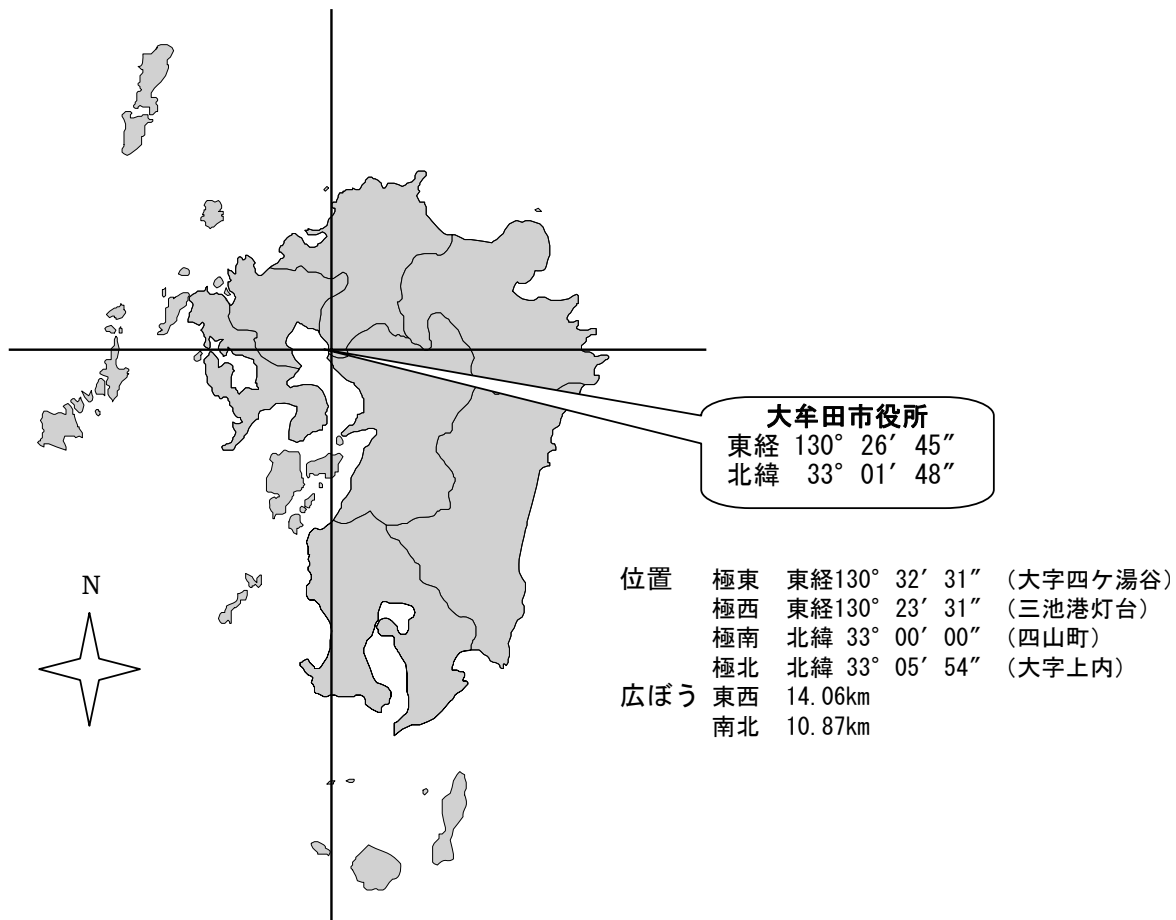 大牟田市役所
東経 130° 26′ 45″
北緯 33° 01′ 48″
N
位置 極東 東経130° 32′ 31″ (大字四ケ湯谷)
極西 東経130° 23′ 31″ (三池港灯台)
極南 北緯 33° 00′ 00″ (四山町)
極北 北緯 33° 05′ 54″ (大字上内)
広ぼう 東西 14.06km
南北 10.87km